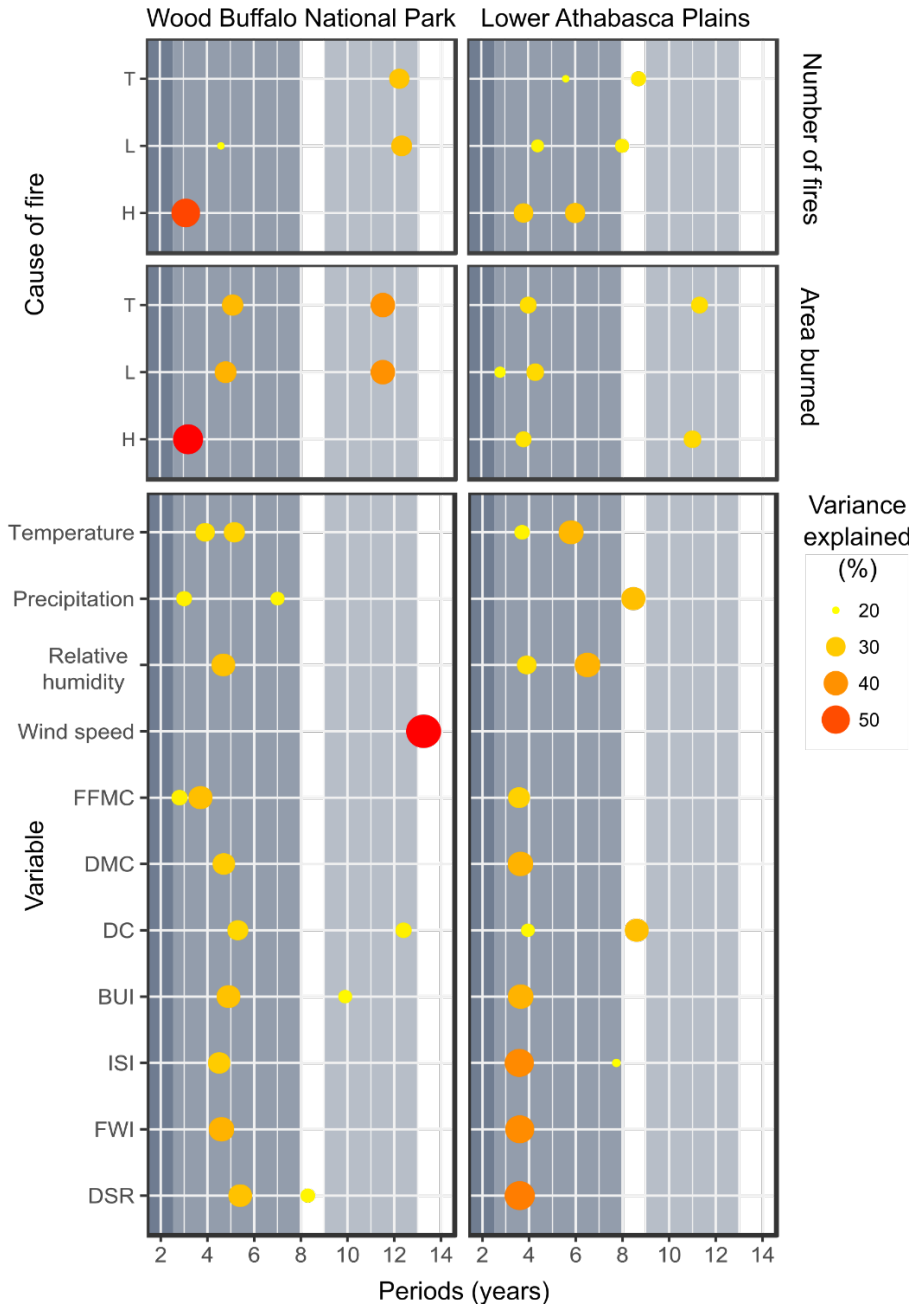 Wood Buffalo National Park
Lower Athabasca Plains
Cause of fire
T
L
H
Number of fires
T
L
H
Area burned
Variable
Temperature
Precipitation
Relative
humidity
Wind speed
FFMC
DMC
DC
BUI
ISI
FWI
DSR
Variance
explained
(%)
20
30
40
50
2 4 6 8 10 12 14
2 4 6 8 10 12 14
Periods (years)